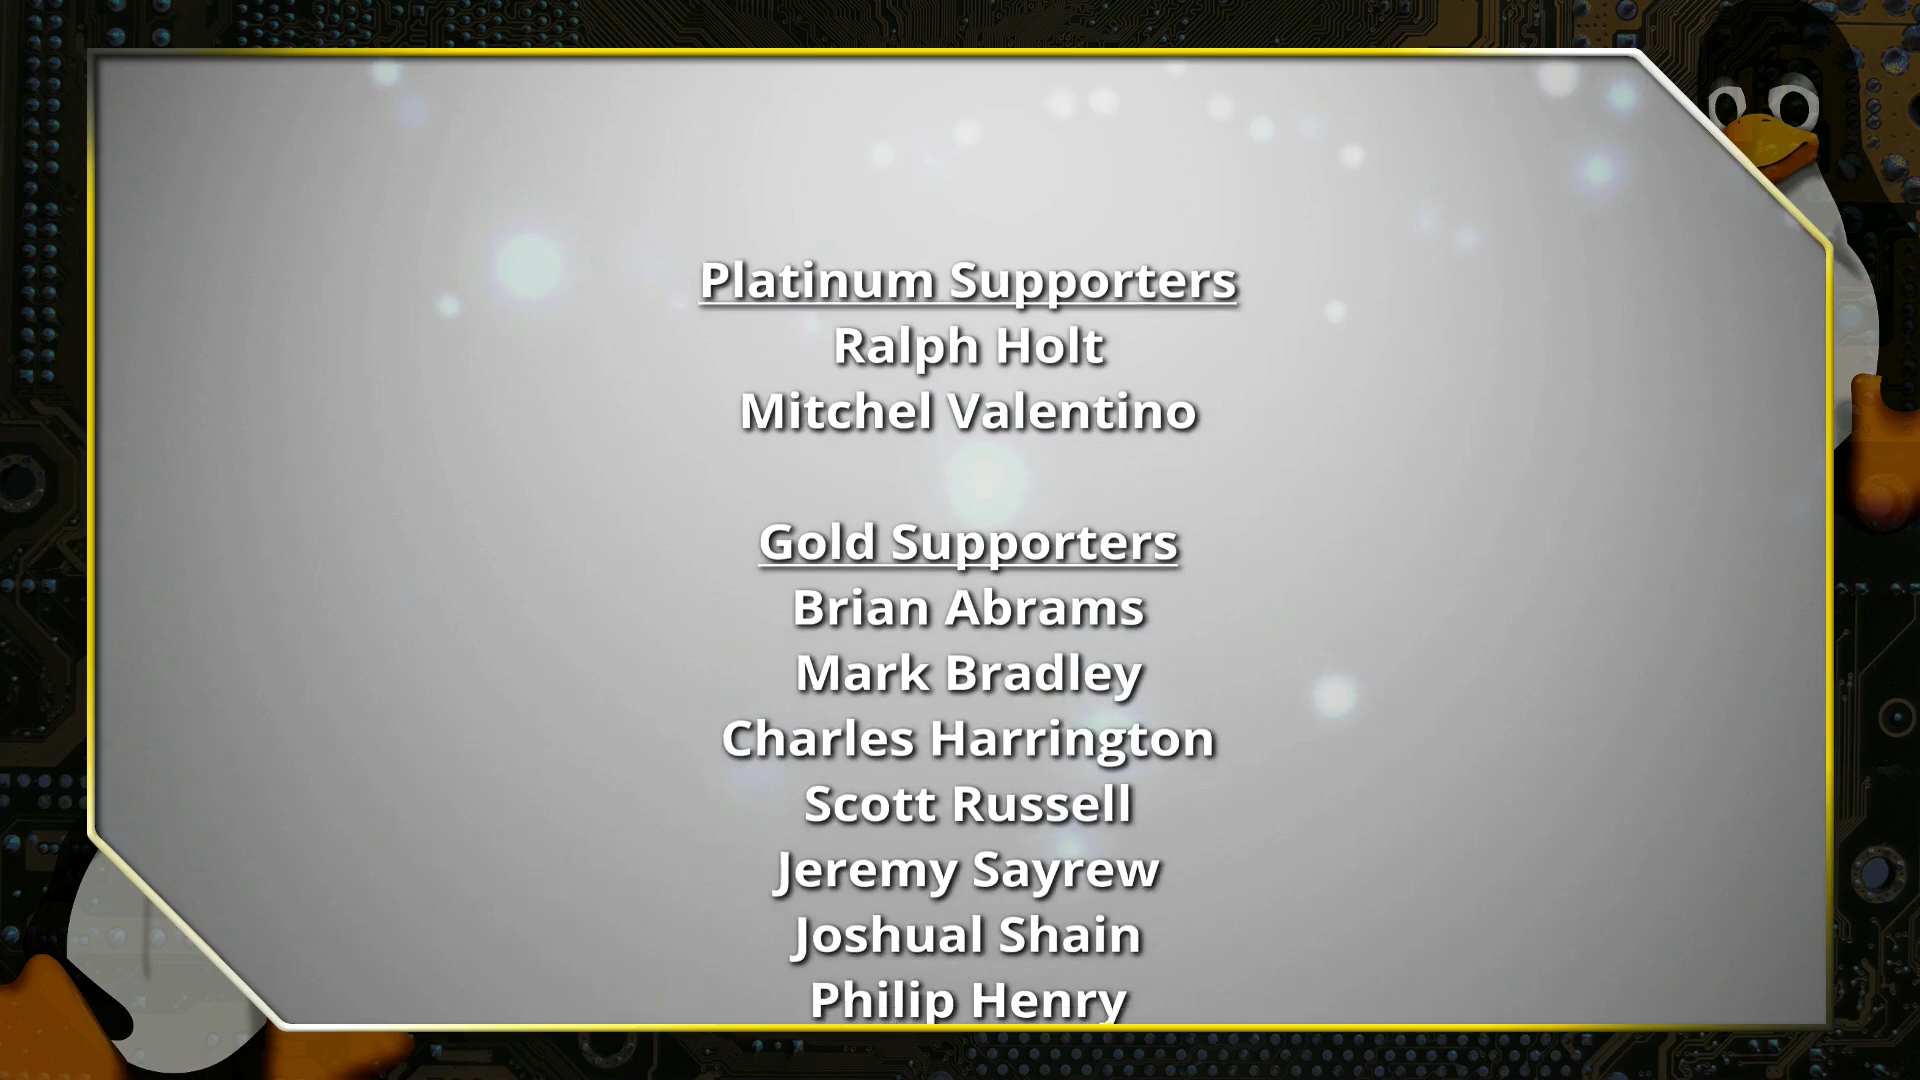 Platinum Supporters
Ralph Holt
Mitchel Valentino
Gold Supporters
Brian Abrams
Mark Bradley
Charles Harrington
Scott Russell
Jeremy Sayrew
Joshual Shain
Philip Henry